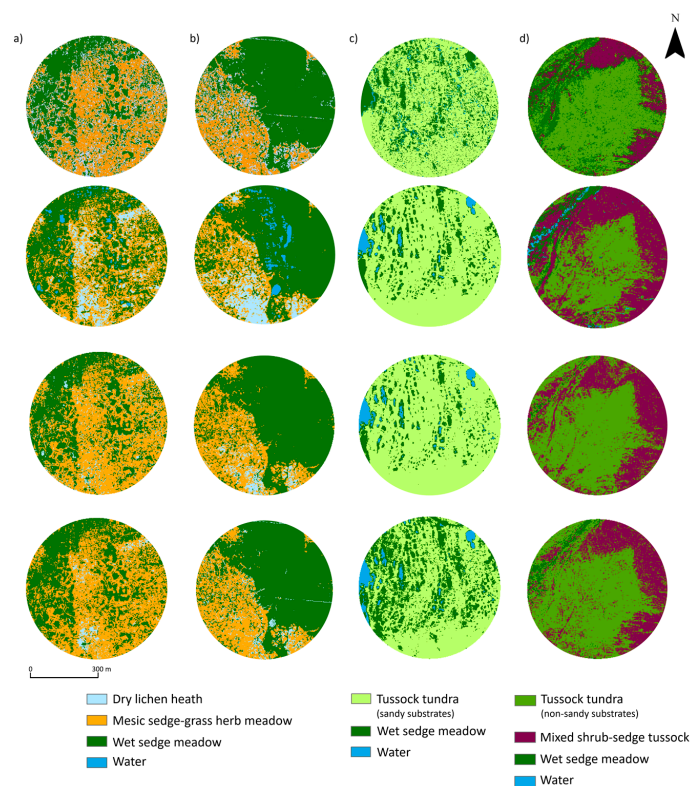 N
a)
b)
c)
d)
0
300 m
Dry lichen heath
Mesic sedge-grass herb meadow
Wet sedge meadow
Water
Tussock tundra
(sandy substrates)
Wet sedge meadow
Water
Tussock tundra
(non-sandy substrates)
Mixed shrub-sedge tussock
Wet sedge meadow
Water